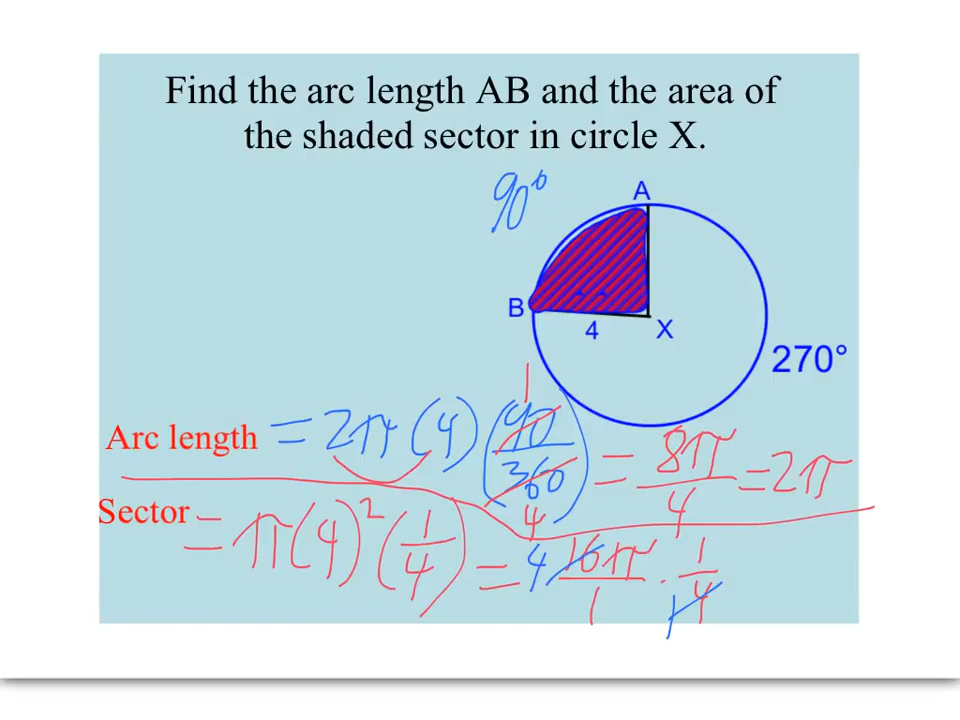 Find the arc length AB and the area of
the shaded sector in circle X.
90°
A
B
4
X
270°
1
Arc length = 2π(4)(90/360) = 8π/4 = 2π
4
Sector = π(4)²(1/4) = 4 16π/1 · 1/4
1